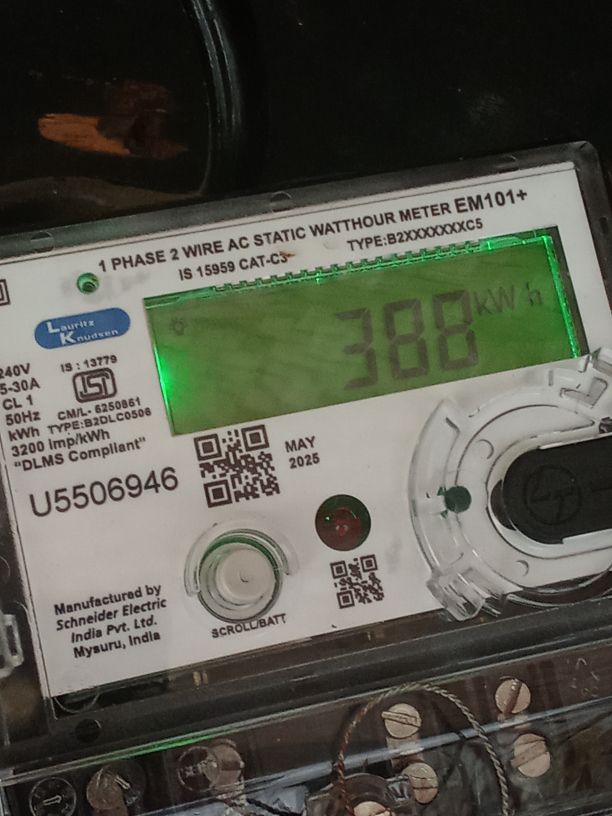 1 PHASE 2 WIRE AC STATIC WATTHOUR METER EM101+
IS 15959 CAT-C3 TYPE:B2XXXXXXXC5
Lauritz
Knudsen
388 kWh
240V
5-30A
CL 1
50Hz
kWh
3200 imp/kWh
"DLMS Compliant"
IS : 13779
ISI
CM/L- 6250861
TYPE:B2DLC0506
U5506946
MAY
2025
SCROLL/BATT
Manufactured by
Schneider Electric
India Pvt. Ltd.
Mysuru, India